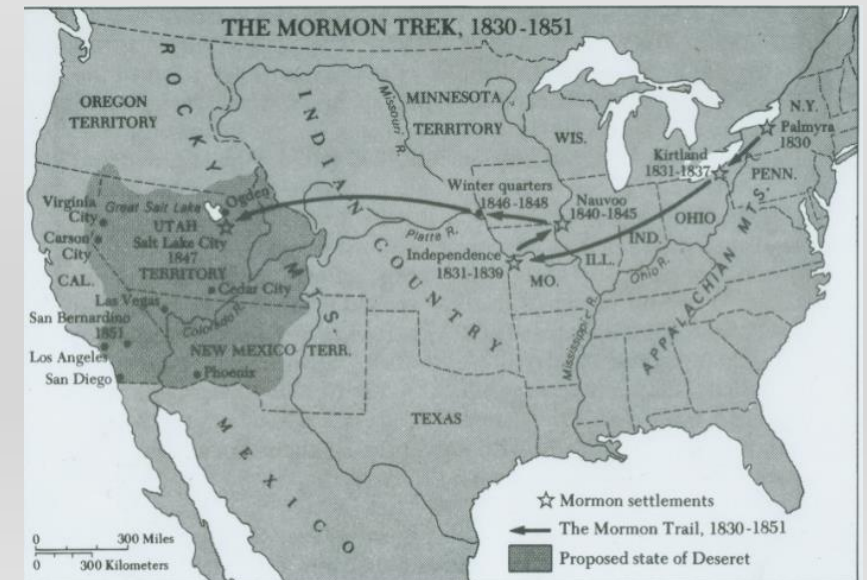 THE MORMON TREK, 1830-1851
ROCKY MTS.
OREGON
TERRITORY
INDIAN COUNTRY
Missouri R.
MINNESOTA
TERRITORY
WIS.
N.Y.
Palmyra
1830
Kirtland
1831-1837
PENN.
Winter quarters
1846-1848
Nauvoo
1840-1845
OHIO
IND.
ILL.
Virginia
City
Great Salt Lake
Ogden
UTAH
Salt Lake City
1847
TERRITORY
Carson
City
Platte R.
Independence
1831-1839
MO.
Ohio R.
APPALACHIAN MTS.
CAL.
Cedar City
Las Vegas
San Bernardino
1851
Colorado R.
Mississippi R.
Los Angeles
NEW MEXICO TERR.
San Diego
Phoenix
TEXAS
MEXICO
Mormon settlements
The Mormon Trail, 1830-1851
Proposed state of Deseret
0 300 Miles
0 300 Kilometers